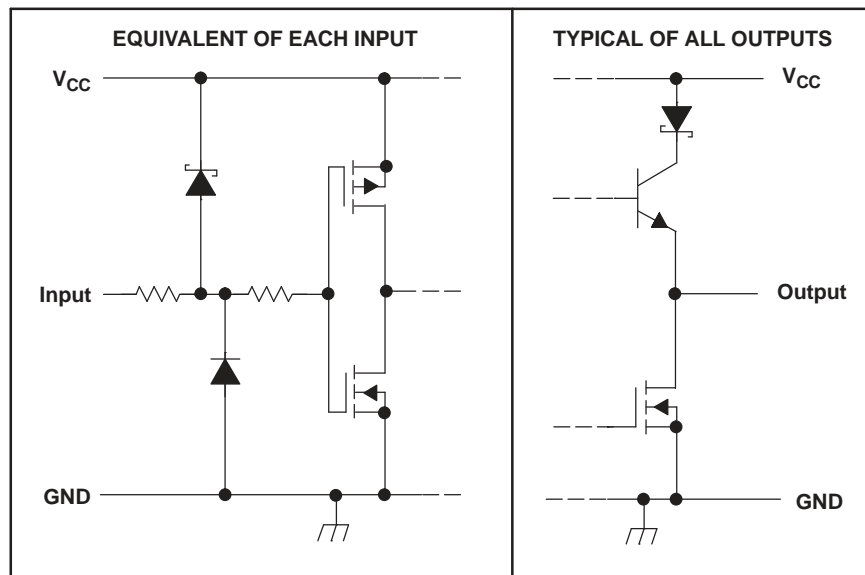 EQUIVALENT OF EACH INPUT
VCC
Input
GND
TYPICAL OF ALL OUTPUTS
VCC
Output
GND